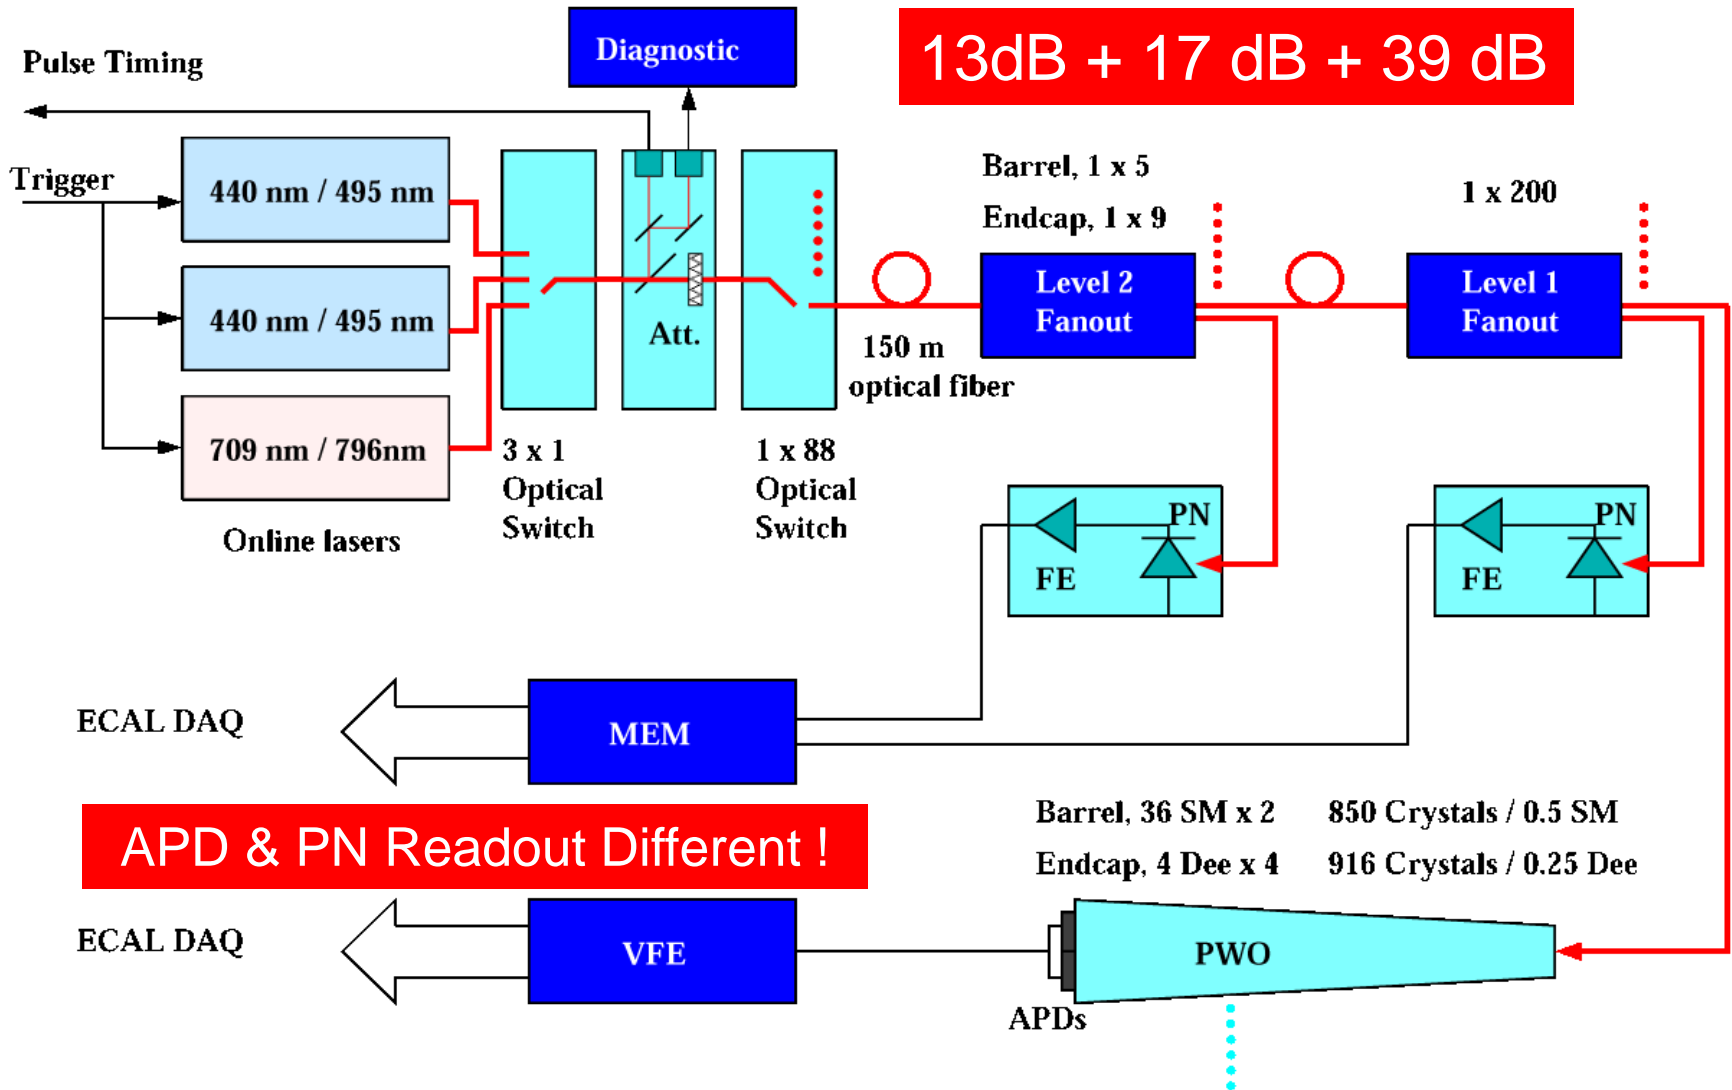 Diagnostic
13dB + 17 dB + 39 dB
Pulse Timing
Trigger
440 nm / 495 nm
440 nm / 495 nm
709 nm / 796nm
Online lasers
3 x 1
Optical
Switch
Att.
1 x 88
Optical
Switch
150 m
optical fiber
Barrel, 1 x 5
Endcap, 1 x 9
Level 2
Fanout
1 x 200
Level 1
Fanout
PN
FE
PN
FE
ECAL DAQ
MEM
APD & PN Readout Different !
Barrel, 36 SM x 2 850 Crystals / 0.5 SM
Endcap, 4 Dee x 4 916 Crystals / 0.25 Dee
ECAL DAQ
VFE
PWO
APDs